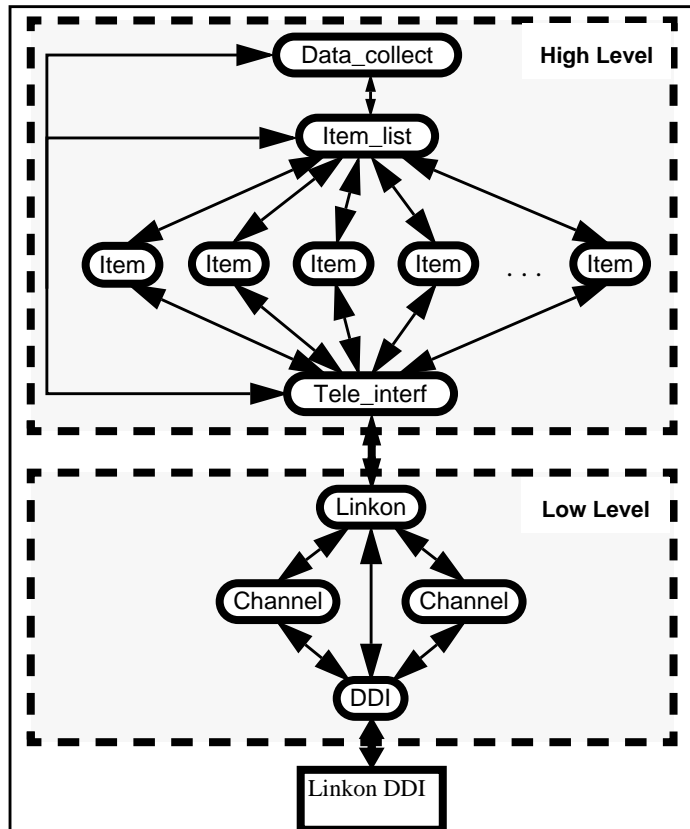 Data_collect
High Level
Item_list
Item Item Item Item . . . Item
Tele_interf
Linkon
Low Level
Channel Channel
DDI
Linkon DDI